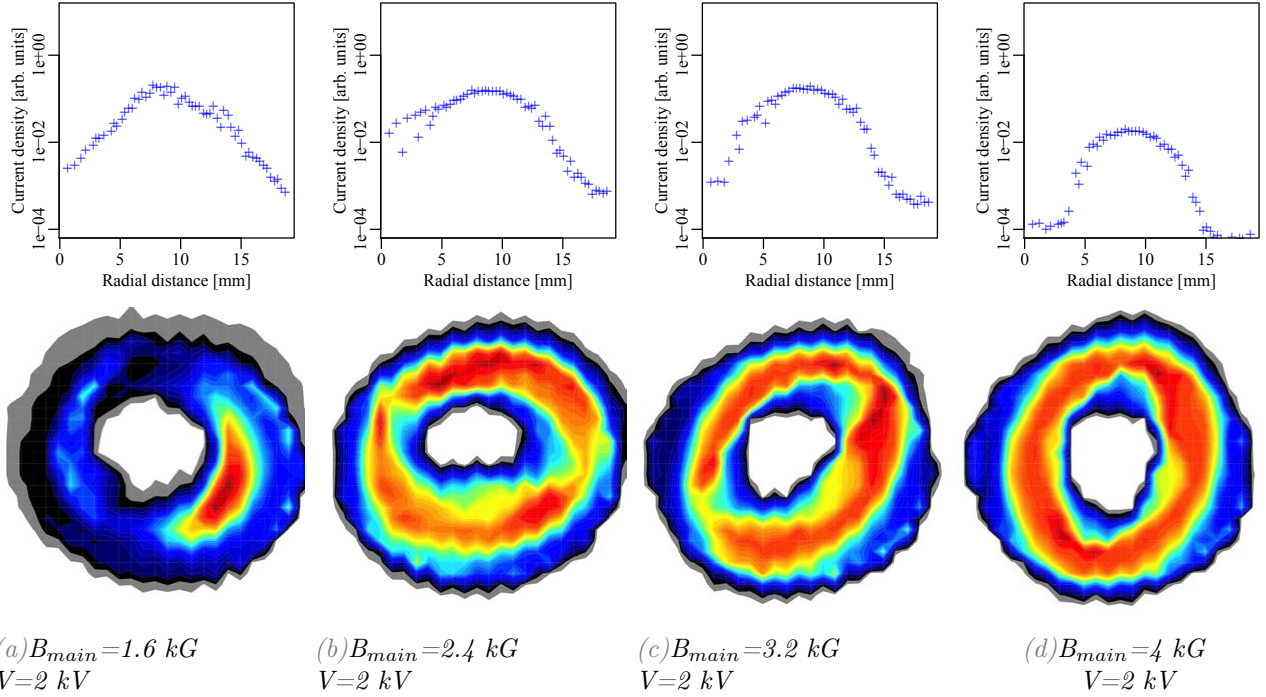 Current density [arb. units]
1e−04 1e−02 1e+00
0 5 10 15
Radial distance [mm]
Current density [arb. units]
1e−04 1e−02 1e+00
0 5 10 15
Radial distance [mm]
Current density [arb. units]
1e−04 1e−02 1e+00
0 5 10 15
Radial distance [mm]
Current density [arb. units]
1e−04 1e−02 1e+00
0 5 10 15
Radial distance [mm]
(a)Bmain=1.6 kG
V=2 kV
(b)Bmain=2.4 kG
V=2 kV
(c)Bmain=3.2 kG
V=2 kV
(d)Bmain=4 kG
V=2 kV